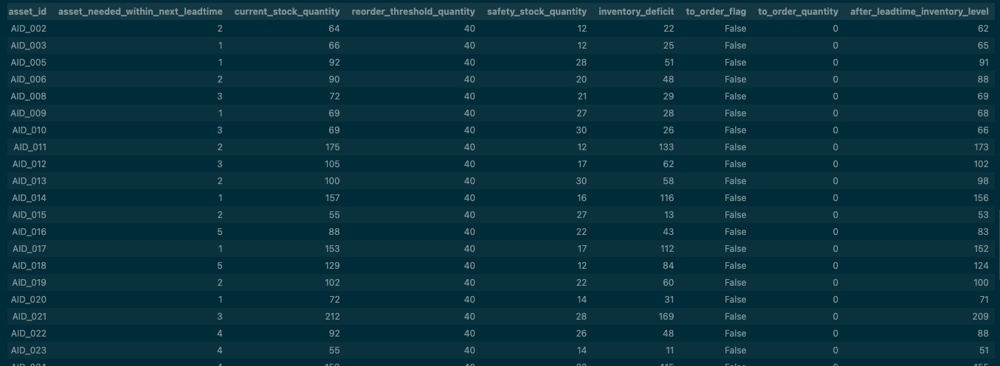 asset_id asset_needed_within_next_leadtime current_stock_quantity reorder_threshold_quantity safety_stock_quantity inventory_deficit to_order_flag to_order_quantity after_leadtime_inventory_level
AID_002 2 64 40 12 22 False 0 62
AID_003 1 66 40 12 25 False 0 65
AID_005 1 92 40 28 51 False 0 91
AID_006 2 90 40 20 48 False 0 88
AID_008 3 72 40 21 29 False 0 69
AID_009 1 69 40 27 28 False 0 68
AID_010 3 69 40 30 26 False 0 66
AID_011 2 175 40 12 133 False 0 173
AID_012 3 105 40 17 62 False 0 102
AID_013 2 100 40 30 58 False 0 98
AID_014 1 157 40 16 116 False 0 156
AID_015 2 55 40 27 13 False 0 53
AID_016 5 88 40 22 43 False 0 83
AID_017 1 153 40 17 112 False 0 152
AID_018 5 129 40 12 84 False 0 124
AID_019 2 102 40 22 60 False 0 100
AID_020 1 72 40 14 31 False 0 71
AID_021 3 212 40 28 169 False 0 209
AID_022 4 92 40 26 48 False 0 88
AID_023 4 55 40 14 11 False 0 51